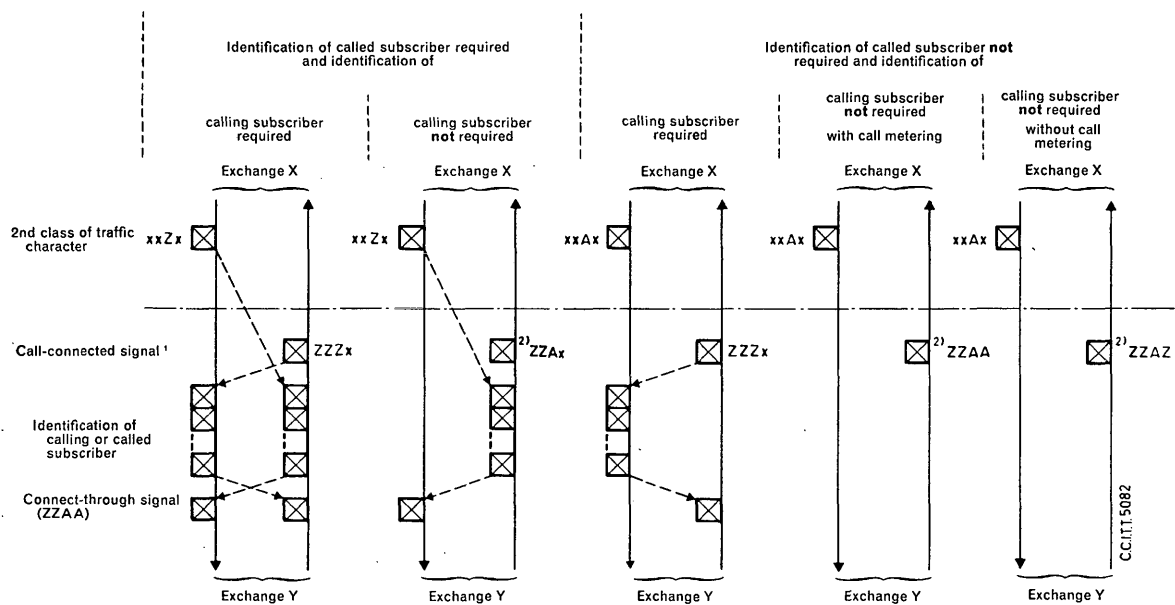 Identification of called subscriber required
and identification of
Identification of called subscriber not
required and identification of
calling subscriber
required
calling subscriber
not required
calling subscriber
required
calling subscriber
not required
with call metering
calling subscriber
not required
without call
metering
Exchange X
Exchange X
Exchange X
Exchange X
Exchange X
2nd class of traffic
character
xxZx
xxZx
xxAx
xxAx
xxAx
Call-connected signal 1
ZZZx
2) ZZAx
ZZZx
2) ZZAA
2) ZZAZ
Identification of
calling or called
subscriber
Connect-through signal
(ZZAA)
C.C.I.T.T. 5082
Exchange Y
Exchange Y
Exchange Y
Exchange Y
Exchange Y